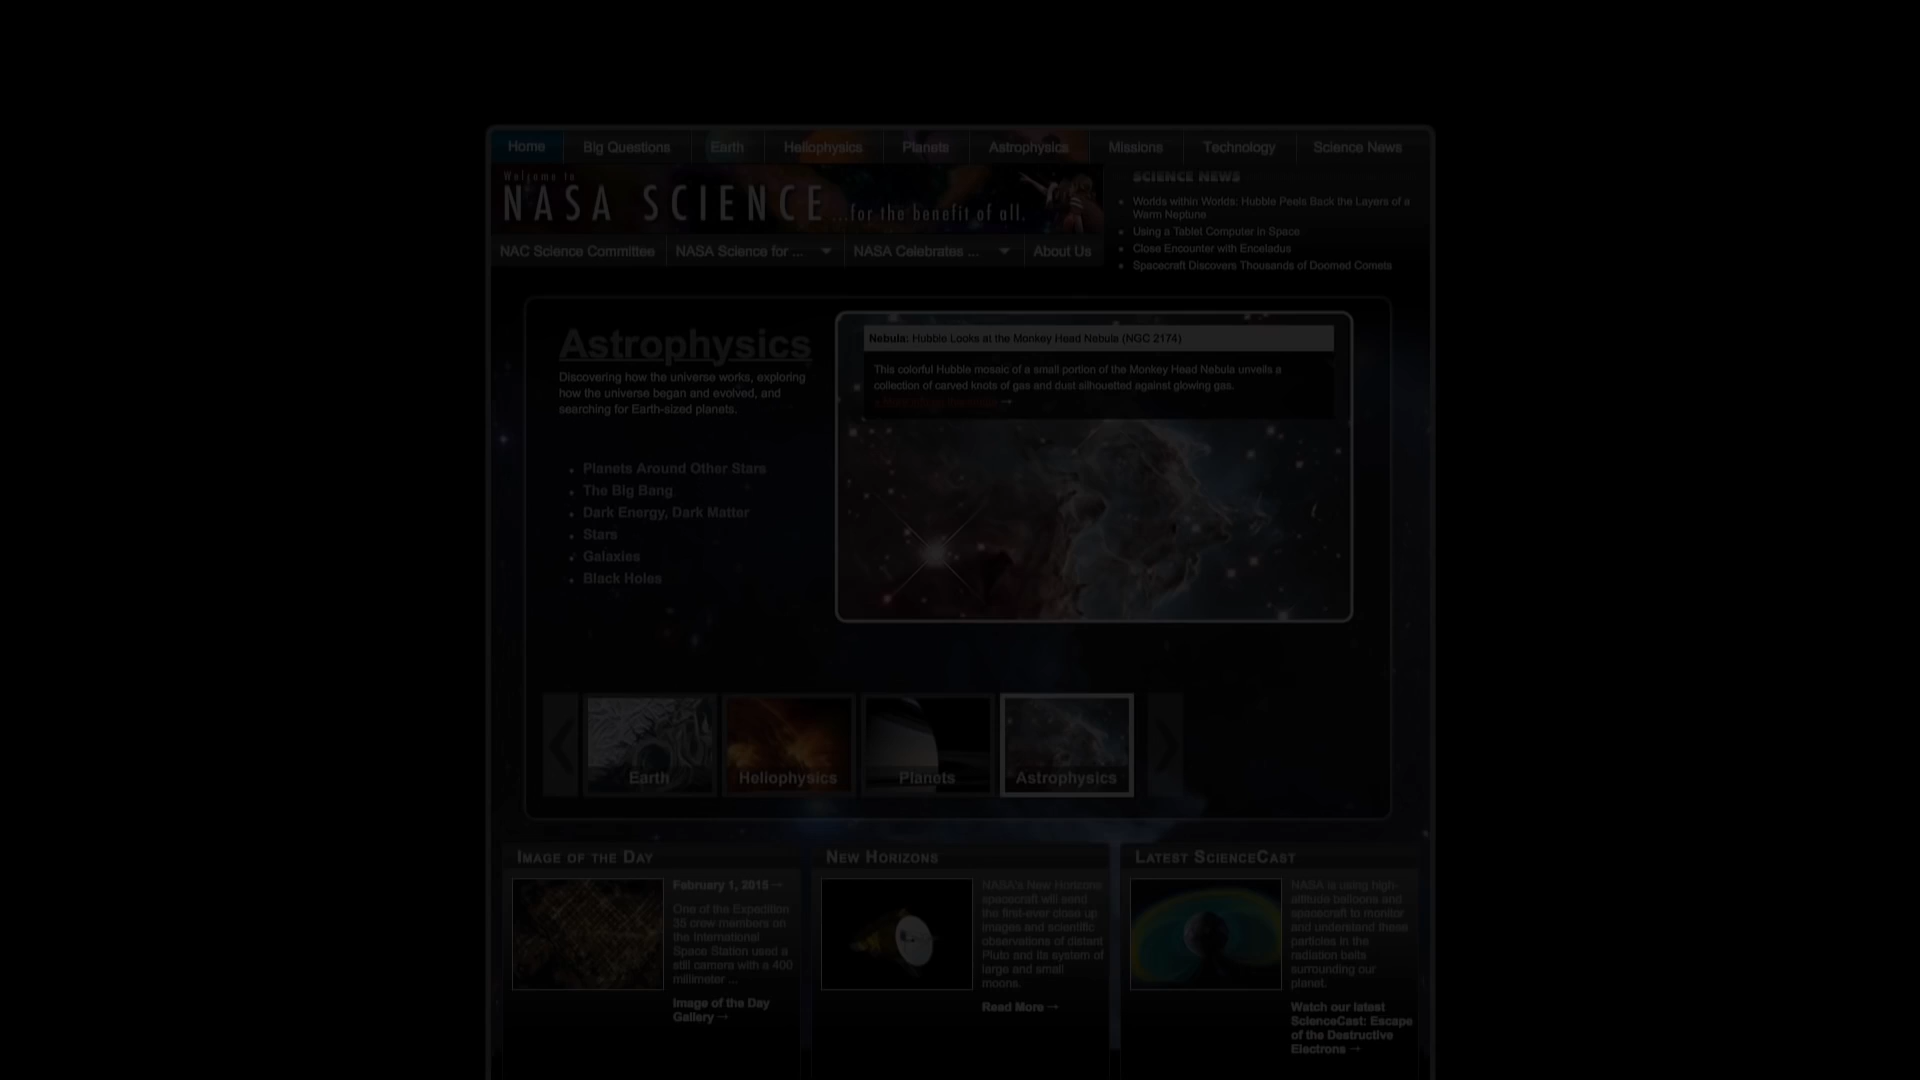 Home Big Questions Earth Heliophysics Planets Astrophysics Missions Technology Science News
Welcome to
NASA SCIENCE ...for the benefit of all.
NAC Science Committee NASA Science for ... NASA Celebrates ... About Us
SCIENCE NEWS
Worlds within Worlds: Hubble Peels Back the Layers of a
Warm Neptune
Using a Tablet Computer in Space
Close Encounter with Enceladus
Spacecraft Discovers Thousands of Doomed Comets
Astrophysics
Discovering how the universe works, exploring
how the universe began and evolved, and
searching for Earth-sized planets.
Planets Around Other Stars
The Big Bang
Dark Energy, Dark Matter
Stars
Galaxies
Black Holes
Nebula: Hubble Looks at the Monkey Head Nebula (NGC 2174)
This colorful Hubble mosaic of a small portion of the Monkey Head Nebula unveils a
collection of carved knots of gas and dust silhouetted against glowing gas.
Earth Heliophysics Planets Astrophysics
Image of the Day
February 1, 2015 →
One of the Expedition
35 crew members on
the International
Space Station used a
still camera with a 400
millimeter ...
Image of the Day
Gallery →
New Horizons
NASA's New Horizons
spacecraft will send
the first-ever close up
images and scientific
observations of distant
Pluto and its system of
large and small
moons.
Read More →
Latest ScienceCast
NASA is using high-
altitude balloons and
spacecraft to monitor
and understand these
particles in the
radiation belts
surrounding our
planet.
Watch our latest
ScienceCast: Escape
of the Destructive
Electrons →